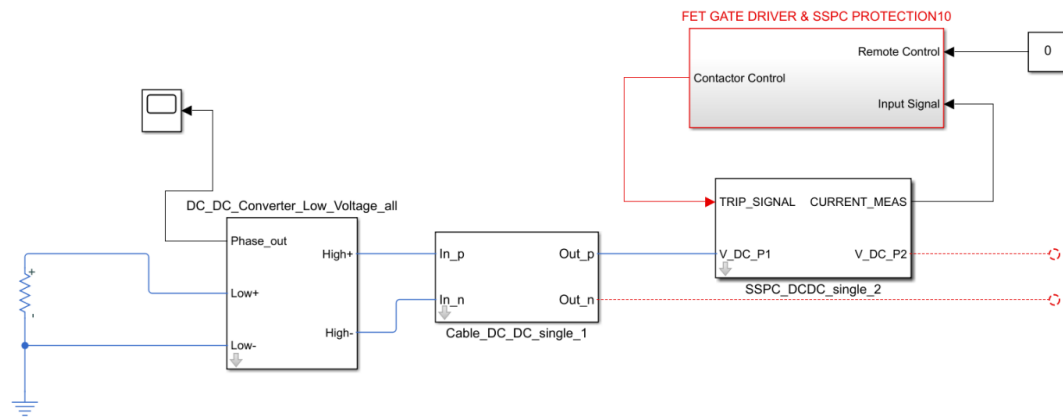 FET GATE DRIVER & SSPC PROTECTION10
Remote Control
0
Contactor Control
Input Signal
DC_DC_Converter_Low_Voltage_all
Phase_out
High+
Low+
High-
Low-
In_p
Out_p
In_n
Out_n
Cable_DC_DC_single_1
TRIP_SIGNAL
CURRENT_MEAS
V_DC_P1
V_DC_P2
SSPC_DCDC_single_2
+
-